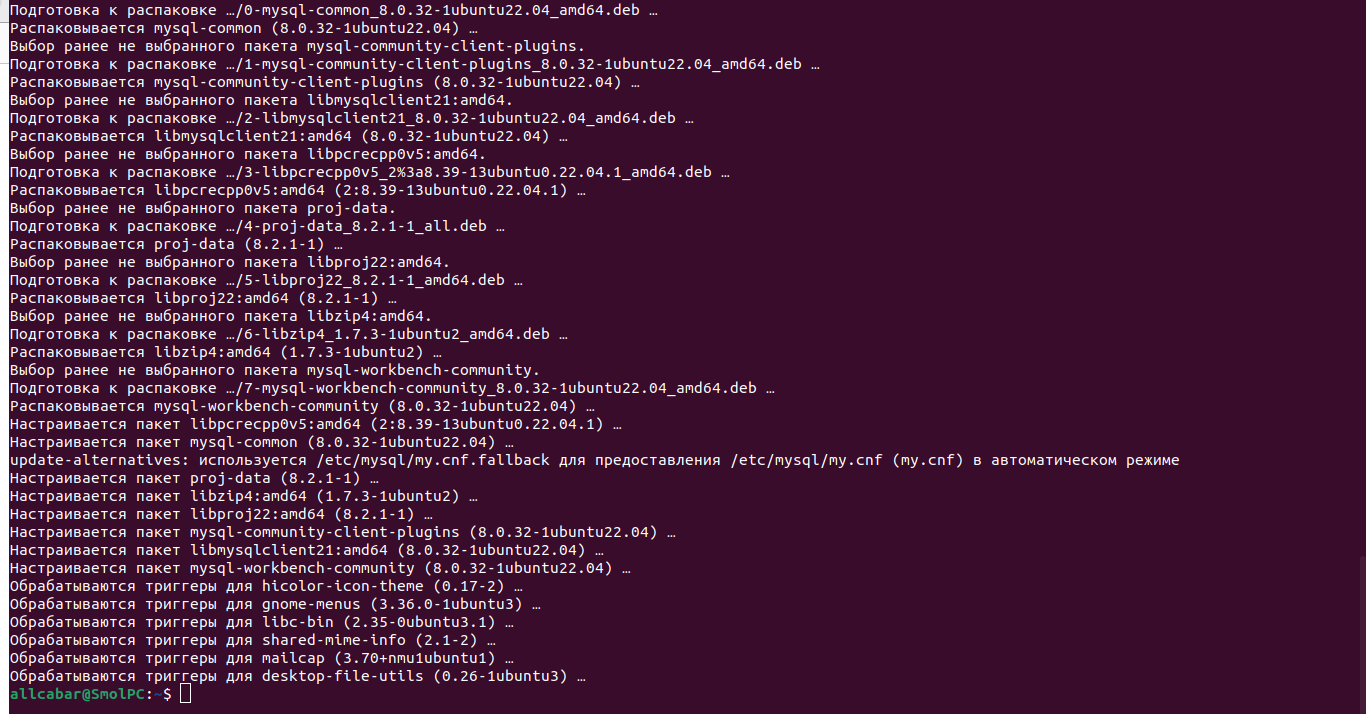 Подготовка к распаковке …/0-mysql-common_8.0.32-1ubuntu22.04_amd64.deb …
Распаковывается mysql-common (8.0.32-1ubuntu22.04) …
Выбор ранее не выбранного пакета mysql-community-client-plugins.
Подготовка к распаковке …/1-mysql-community-client-plugins_8.0.32-1ubuntu22.04_amd64.deb …
Распаковывается mysql-community-client-plugins (8.0.32-1ubuntu22.04) …
Выбор ранее не выбранного пакета libmysqlclient21:amd64.
Подготовка к распаковке …/2-libmysqlclient21_8.0.32-1ubuntu22.04_amd64.deb …
Распаковывается libmysqlclient21:amd64 (8.0.32-1ubuntu22.04) …
Выбор ранее не выбранного пакета libpcrecpp0v5:amd64.
Подготовка к распаковке …/3-libpcrecpp0v5_2%3a8.39-13ubuntu0.22.04.1_amd64.deb …
Распаковывается libpcrecpp0v5:amd64 (2:8.39-13ubuntu0.22.04.1) …
Выбор ранее не выбранного пакета proj-data.
Подготовка к распаковке …/4-proj-data_8.2.1-1_all.deb …
Распаковывается proj-data (8.2.1-1) …
Выбор ранее не выбранного пакета libproj22:amd64.
Подготовка к распаковке …/5-libproj22_8.2.1-1_amd64.deb …
Распаковывается libproj22:amd64 (8.2.1-1) …
Выбор ранее не выбранного пакета libzip4:amd64.
Подготовка к распаковке …/6-libzip4_1.7.3-1ubuntu2_amd64.deb …
Распаковывается libzip4:amd64 (1.7.3-1ubuntu2) …
Выбор ранее не выбранного пакета mysql-workbench-community.
Подготовка к распаковке …/7-mysql-workbench-community_8.0.32-1ubuntu22.04_amd64.deb …
Распаковывается mysql-workbench-community (8.0.32-1ubuntu22.04) …
Настраивается пакет libpcrecpp0v5:amd64 (2:8.39-13ubuntu0.22.04.1) …
Настраивается пакет mysql-common (8.0.32-1ubuntu22.04) …
update-alternatives: используется /etc/mysql/my.cnf.fallback для предоставления /etc/mysql/my.cnf (my.cnf) в автоматическом режиме
Настраивается пакет proj-data (8.2.1-1) …
Настраивается пакет libzip4:amd64 (1.7.3-1ubuntu2) …
Настраивается пакет libproj22:amd64 (8.2.1-1) …
Настраивается пакет mysql-community-client-plugins (8.0.32-1ubuntu22.04) …
Настраивается пакет libmysqlclient21:amd64 (8.0.32-1ubuntu22.04) …
Настраивается пакет mysql-workbench-community (8.0.32-1ubuntu22.04) …
Обрабатываются триггеры для hicolor-icon-theme (0.17-2) …
Обрабатываются триггеры для gnome-menus (3.36.0-1ubuntu3) …
Обрабатываются триггеры для libc-bin (2.35-0ubuntu3.1) …
Обрабатываются триггеры для shared-mime-info (2.1-2) …
Обрабатываются триггеры для mailcap (3.70+nmu1ubuntu1) …
Обрабатываются триггеры для desktop-file-utils (0.26-1ubuntu3) …
allcabar@SmolPC:~$